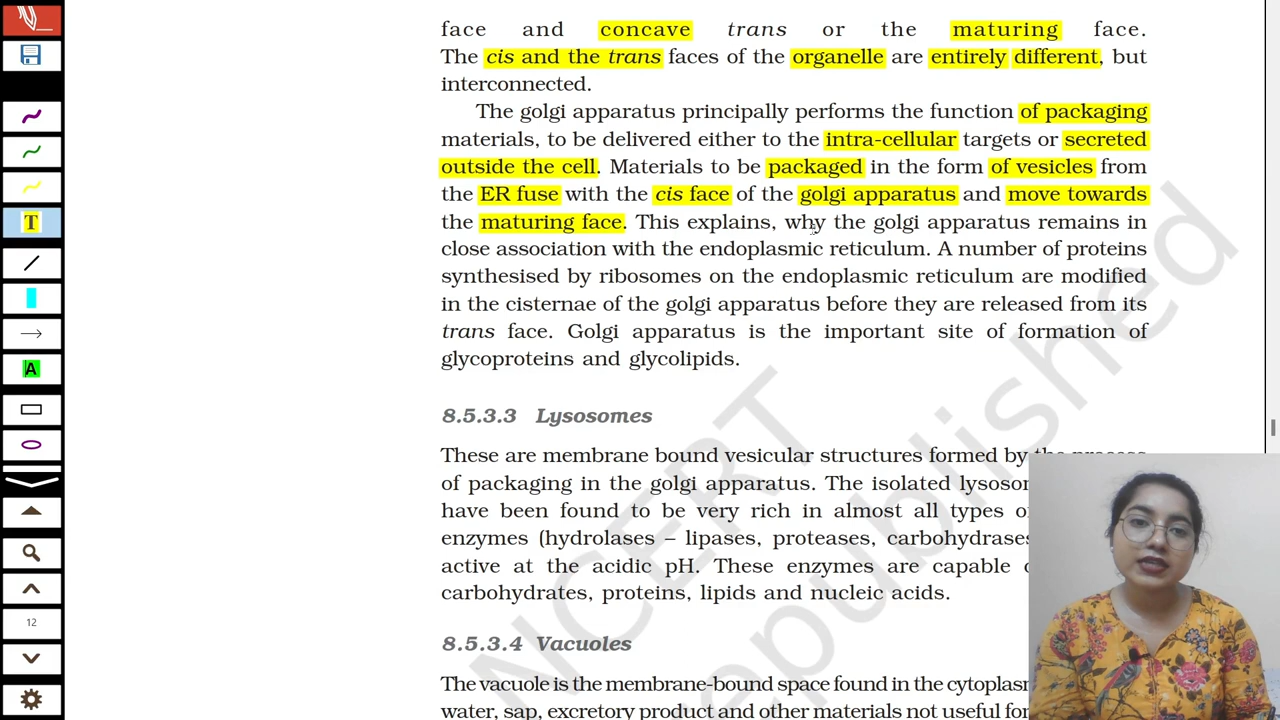 face and concave trans or the maturing face.
The cis and the trans faces of the organelle are entirely different, but
interconnected.
The golgi apparatus principally performs the function of packaging
materials, to be delivered either to the intra-cellular targets or secreted
outside the cell. Materials to be packaged in the form of vesicles from
the ER fuse with the cis face of the golgi apparatus and move towards
the maturing face. This explains, why the golgi apparatus remains in
close association with the endoplasmic reticulum. A number of proteins
synthesised by ribosomes on the endoplasmic reticulum are modified
in the cisternae of the golgi apparatus before they are released from its
trans face. Golgi apparatus is the important site of formation of
glycoproteins and glycolipids.
8.5.3.3 Lysosomes
These are membrane bound vesicular structures formed by the process
of packaging in the golgi apparatus. The isolated lysosor
have been found to be very rich in almost all types o
enzymes (hydrolases – lipases, proteases, carbohydrases
active at the acidic pH. These enzymes are capable
carbohydrates, proteins, lipids and nucleic acids.
8.5.3.4 Vacuoles
The vacuole is the membrane-bound space found in the cytoplasm
water, sap, excretory product and other materials not useful for
NCERT
epublished
T
A
12